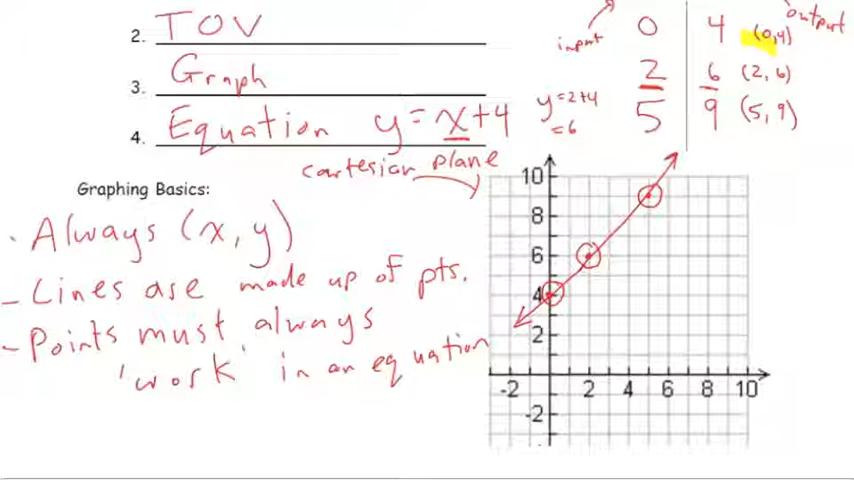 2. TOV
3. Graph
4. Equation y=x+4
input
output
0 4 (0,4)
2 6 (2,6)
5 9 (5,9)
y=2+4
=6
cartesian plane
Graphing Basics:
· Always (x,y)
- Lines are made up of pts.
- Points must always
'work' in an equation
10
8
6
4
2
-2 2 4 6 8 10
-2